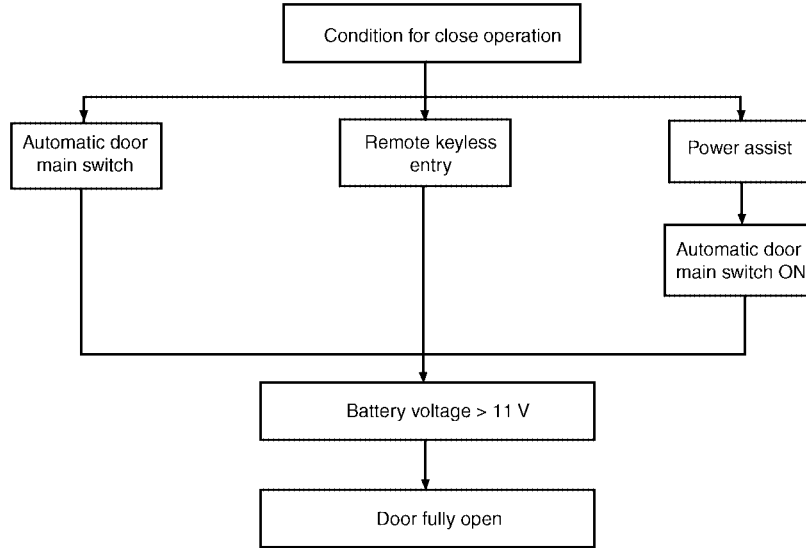 Condition for close operation
Automatic door
main switch
Remote keyless
entry
Power assist
Automatic door
main switch ON
Battery voltage > 11 V
Door fully open